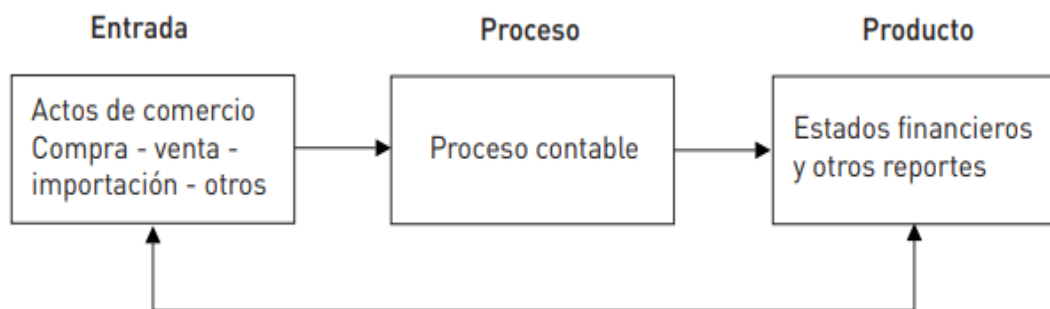 Entrada
Proceso
Producto
Actos de comercio
Compra - venta -
importación - otros
Proceso contable
Estados financieros
y otros reportes